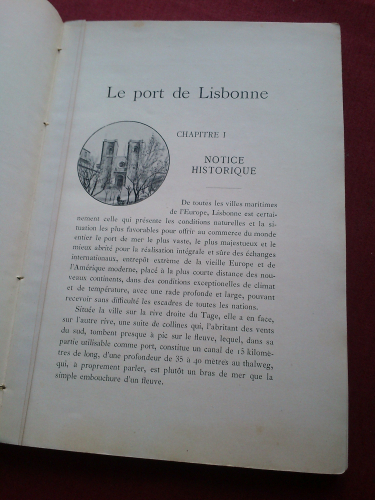 Le port de Lisbonne
CHAPITRE I
NOTICE
HISTORIQUE
De toutes les villes maritimes
de l'Europe, Lisbonne est certai-
nement celle qui présente les conditions naturelles et la si-
tuation les plus favorables pour offrir au commerce du monde
entier le port de mer le plus vaste, le plus majestueux et le
mieux abrité pour la réalisation intégrale et sûre des échanges
internationaux, entrepôt extrême de la vieille Europe et de
l'Amérique moderne, placé à la plus courte distance des nou-
veaux continents, dans des conditions exceptionnelles de climat
et de température, avec une rade profonde et large, pouvant
recevoir sans difficulté les escadres de toutes les nations.
Située la ville sur la rive droite du Tage, elle a en face,
sur l'autre rive, une suite de collines qui, l'abritant des vents
du sud, tombent presque à pic sur le fleuve, lequel, dans sa
partie utilisable comme port, constitue un canal de 15 kilomè-
tres de long, d'une profondeur de 35 à 40 mètres au thalweg,
qui, à proprement parler, est plutôt un bras de mer que la
simple embouchure d'un fleuve.